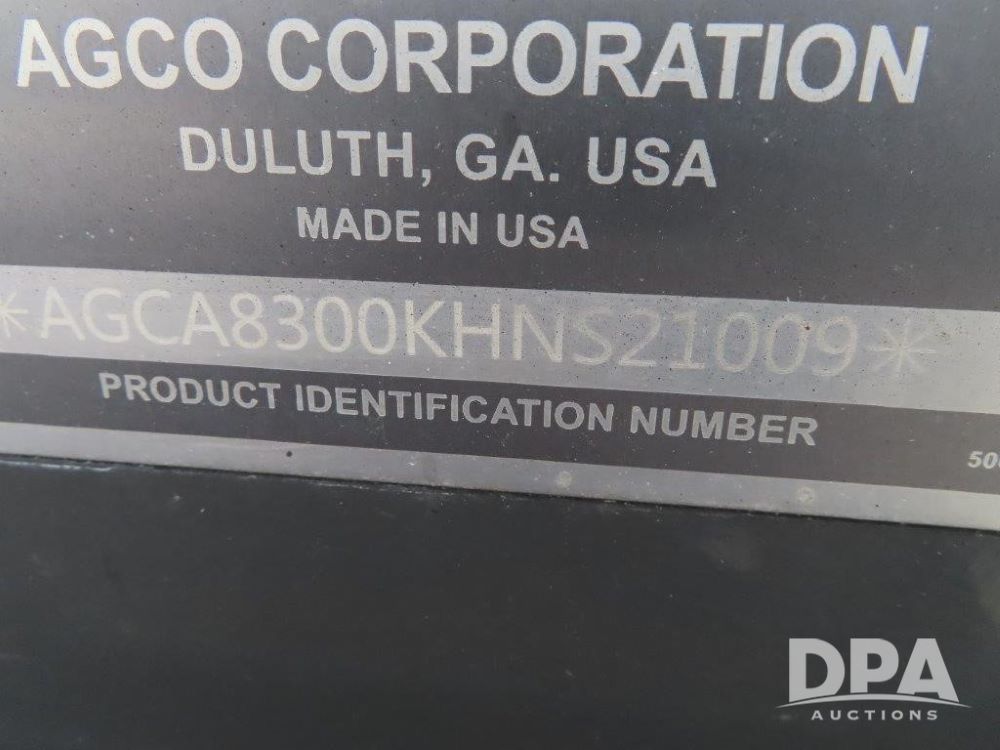 AGCO CORPORATION
DULUTH, GA. USA
MADE IN USA
*AGCA8300KHNS21009*
PRODUCT IDENTIFICATION NUMBER
DPA
AUCTIONS